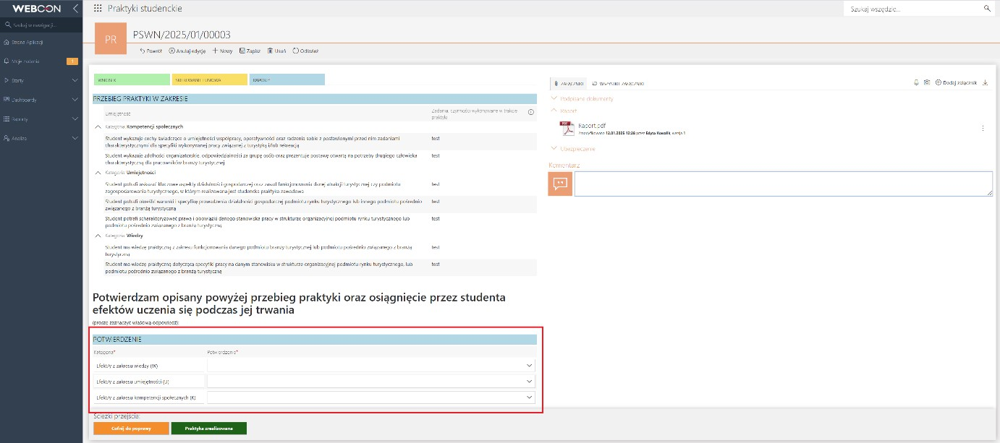 WEBCON
Praktyki studenckie
Szukaj wszędzie...
Szukaj w nawigacji...
Strona Aplikacji
Moje zadania
1
Starty
Dashboardy
Raporty
Analiza
PR
PSWN/2025/01/00003
Powrót
Anuluj edycję
Nowy
Zapisz
Usuń
Odśwież
WNIOSEK
SKIEROWANIE I UMOWA
RAPORTY
PRZEBIEG PRAKTYKI W ZAKRESIE
Umiejętność
Zadania, czynności wykonywane w trakcie
praktyki
Kategoria: Kompetencji społecznych
Student wykazuje cechy świadczące o umiejętności współpracy, operatywności oraz radzenia sobie z postawionymi przed nim zadaniami
charakterystycznymi dla specyfiki wykonywanej pracy związanej z turystyką i/lub rekreacją
test
Student wykazuje zdolności organizatorskie, odpowiedzialności za grupę osób oraz prezentuje postawę otwartą na potrzeby drugiego człowieka
charakterystyczną dla pracowników branży turystycznej
test
Kategoria: Umiejętności
Student potrafi wskazać kluczowe aspekty działalności gospodarczej oraz zasad funkcjonowania danej atrakcji turystycznej czy podmiotu
zagospodarowania turystycznego, w którym realizowana jest studencka praktyka zawodowa
test
Student potrafi określić warunki i specyfikę prowadzenia działalności gospodarczej podmiotu rynku turystycznego lub innego podmiotu pośrednio
związanego z branżą turystyczną
test
Student potrafi scharakteryzować prawa i obowiązki danego stanowiska pracy w strukturze organizacyjnej podmiotu rynku turystycznego lub
podmiotu pośrednio związanego z branżą turystyczną
test
Kategoria: Wiedzy
Student ma wiedzę praktyczną z zakresu funkcjonowania danego podmiotu branży turystycznej lub podmiotu pośrednio związanego z branżą
turystyczną
test
Student ma wiedzę praktyczną dotyczącą specyfiki pracy na danym stanowisku w strukturze organizacyjnej podmiotu rynku turystycznego, lub
podmiotu pośrednio związanego z branżą turystyczną
test
Potwierdzam opisany powyżej przebieg praktyki oraz osiągnięcie przez studenta
efektów uczenia się podczas jej trwania
(proszę zaznaczyć właściwą odpowiedź):
POTWIERDZENIE
Kategoria*
Potwierdzenie*
Efekt/y z zakresu wiedzy (W)
Efekt/y z zakresu umiejętności (U)
Efekt/y z zakresu kompetencji społecznych (K)
Ścieżki przejścia:
Cofnij do poprawy
Praktyka zrealizowana
ZAŁĄCZNIKI
WSZYSTKIE ZAŁĄCZNIKI
Dodaj załącznik
Podpisane dokumenty
Raport
PDF
Raport.pdf
Zmodyfikowano 12.01.2025 12:28 przez Edyta Kowalik, wersja 1
Ubezpieczenie
Komentarz